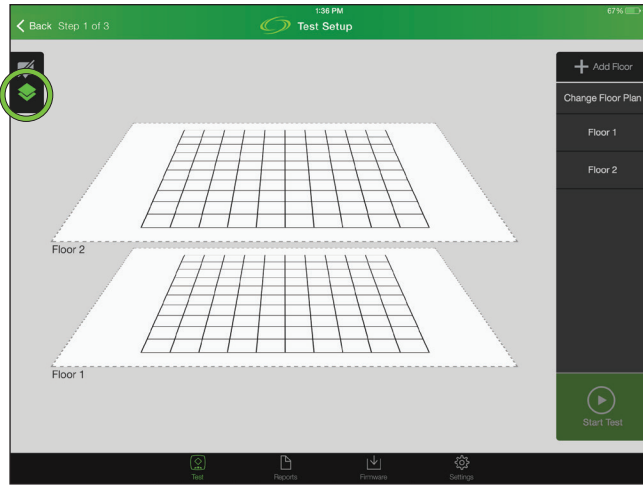 1:36 PM
67%
Back Step 1 of 3
Test Setup
Add Floor
Change Floor Plan
Floor 1
Floor 2
Floor 2
Floor 1
Start Test
Test
Reports
Firmware
Settings